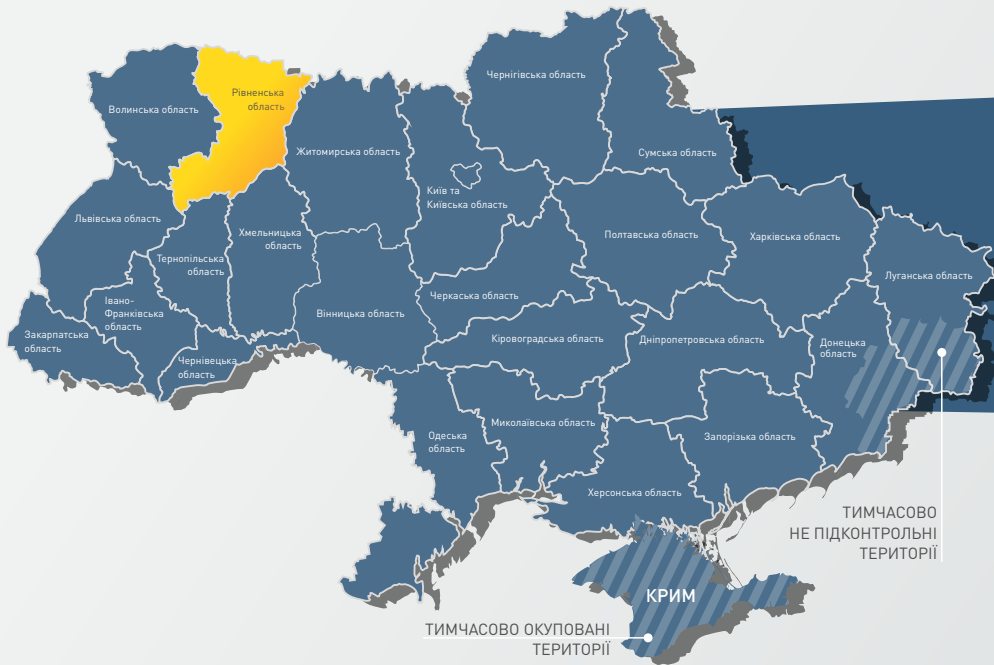 Чернігівська область
Рівненська
область
Волинська область
Житомирська область
Сумська область
Київ та
Київська область
Львівська область
Хмельницька
область
Полтавська область
Харківська область
Тернопільська
область
Луганська область
Івано-
Франківська
область
Черкаська область
Вінницька область
Закарпатська
область
Кіровоградська область
Дніпропетровська область
Донецька
область
Чернівецька
область
Одеська
область
Миколаївська область
Запорізька область
Херсонська область
ТИМЧАСОВО
НЕ ПІДКОНТРОЛЬНІ
ТЕРИТОРІЇ
КРИМ
ТИМЧАСОВО ОКУПОВАНІ
ТЕРИТОРІЇ